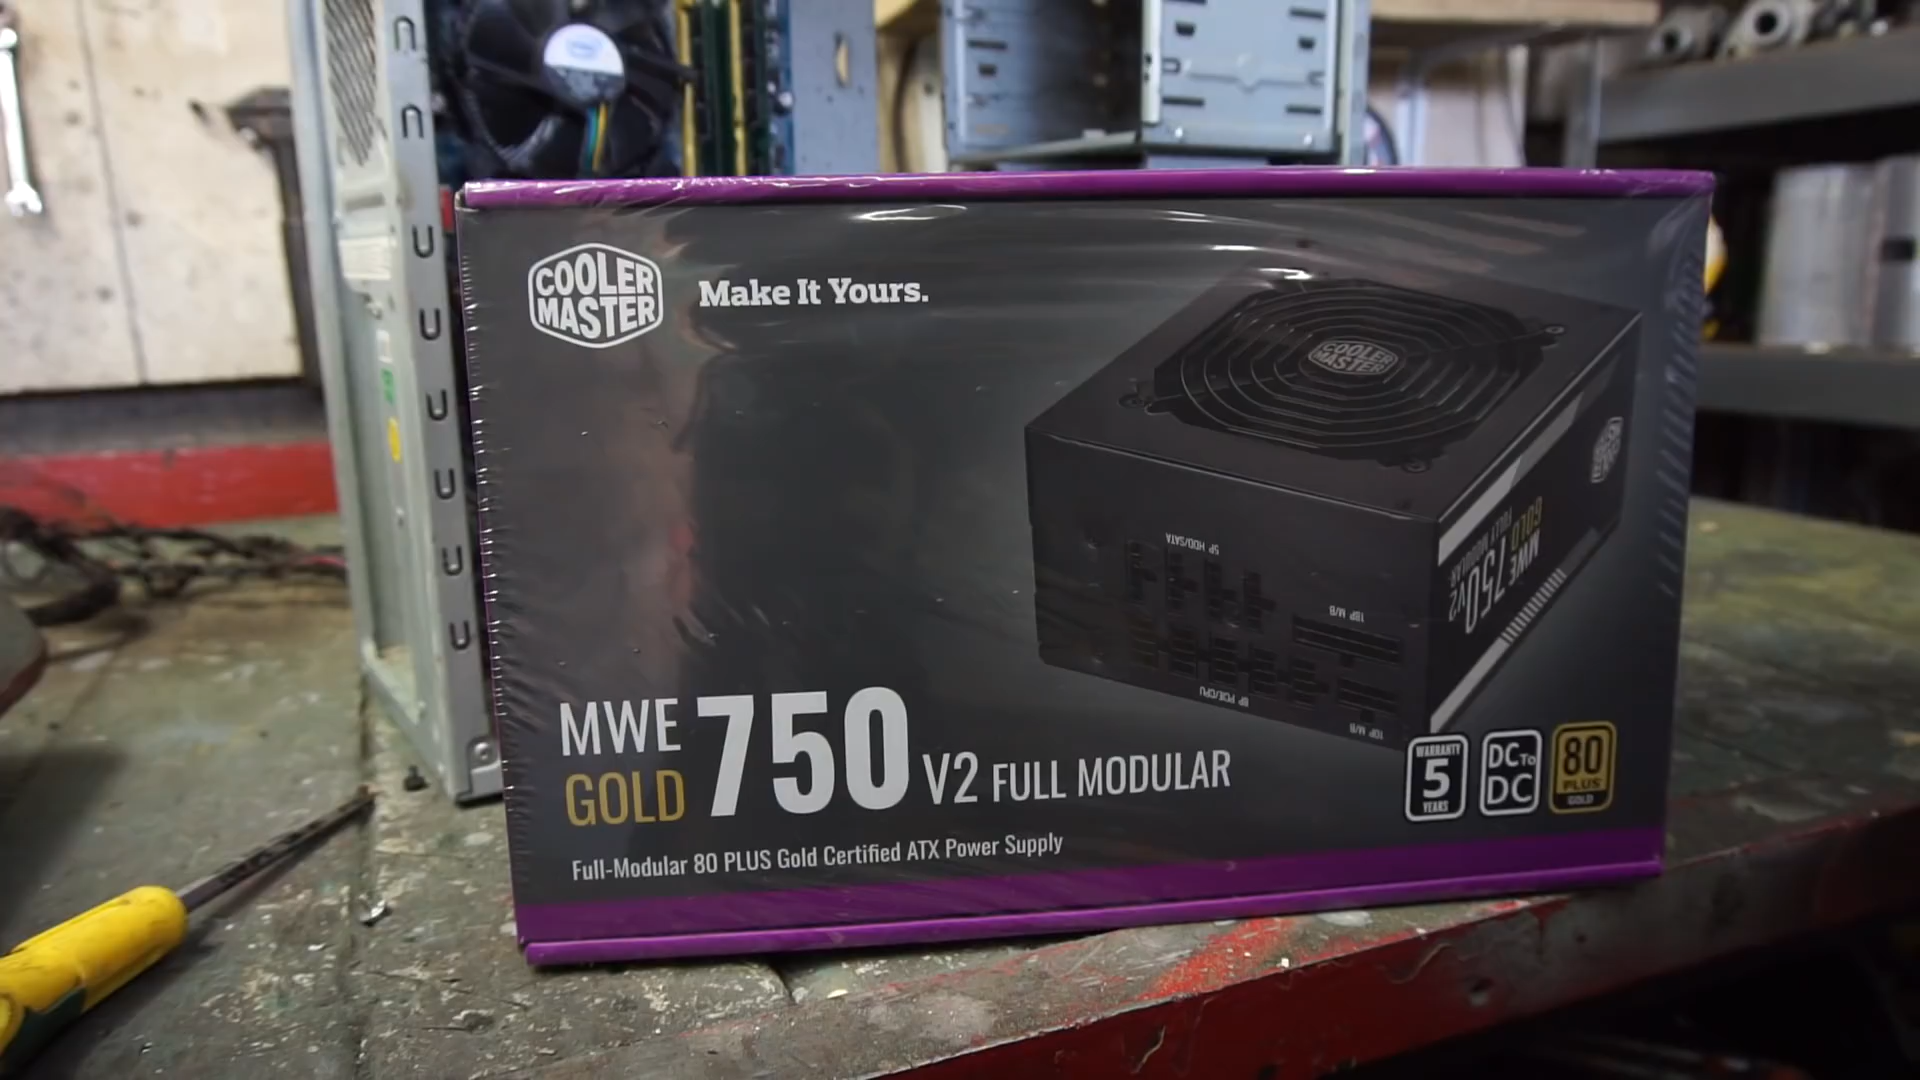 COOLER
MASTER
Make It Yours.
COOLER
MASTER
5P HDD/SATA
18P M/B
8P PCIE/CPU
10P M/B
MWE 750 V2
GOLD
FULLY MODULAR
MWE
GOLD
750 V2 FULL MODULAR
Full-Modular 80 PLUS Gold Certified ATX Power Supply
WARRANTY
5
YEARS
DC To
DC
80
PLUS
GOLD